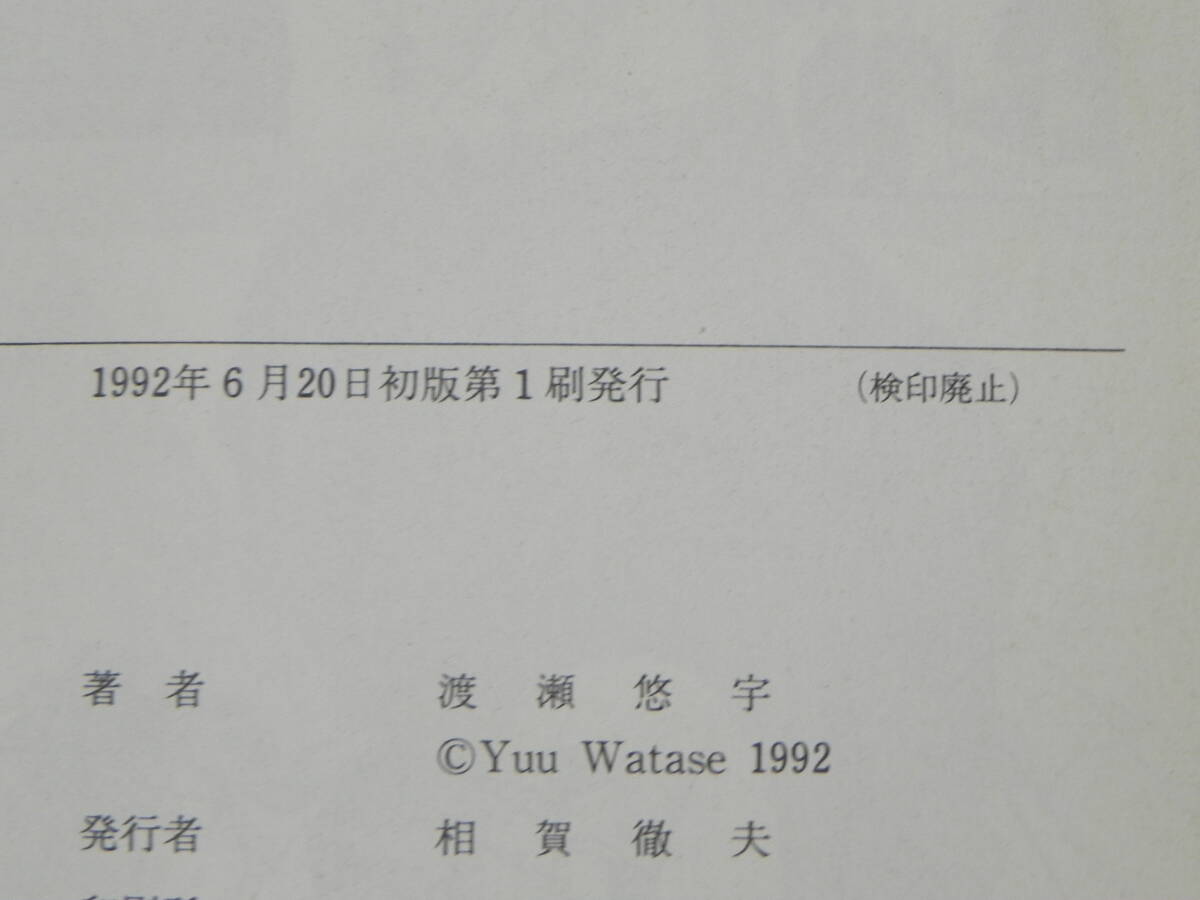 1992年6月20日初版第1刷発行 (検印廃止)
著者 渡瀬悠宇
©Yuu Watase 1992
発行者 相賀徹夫